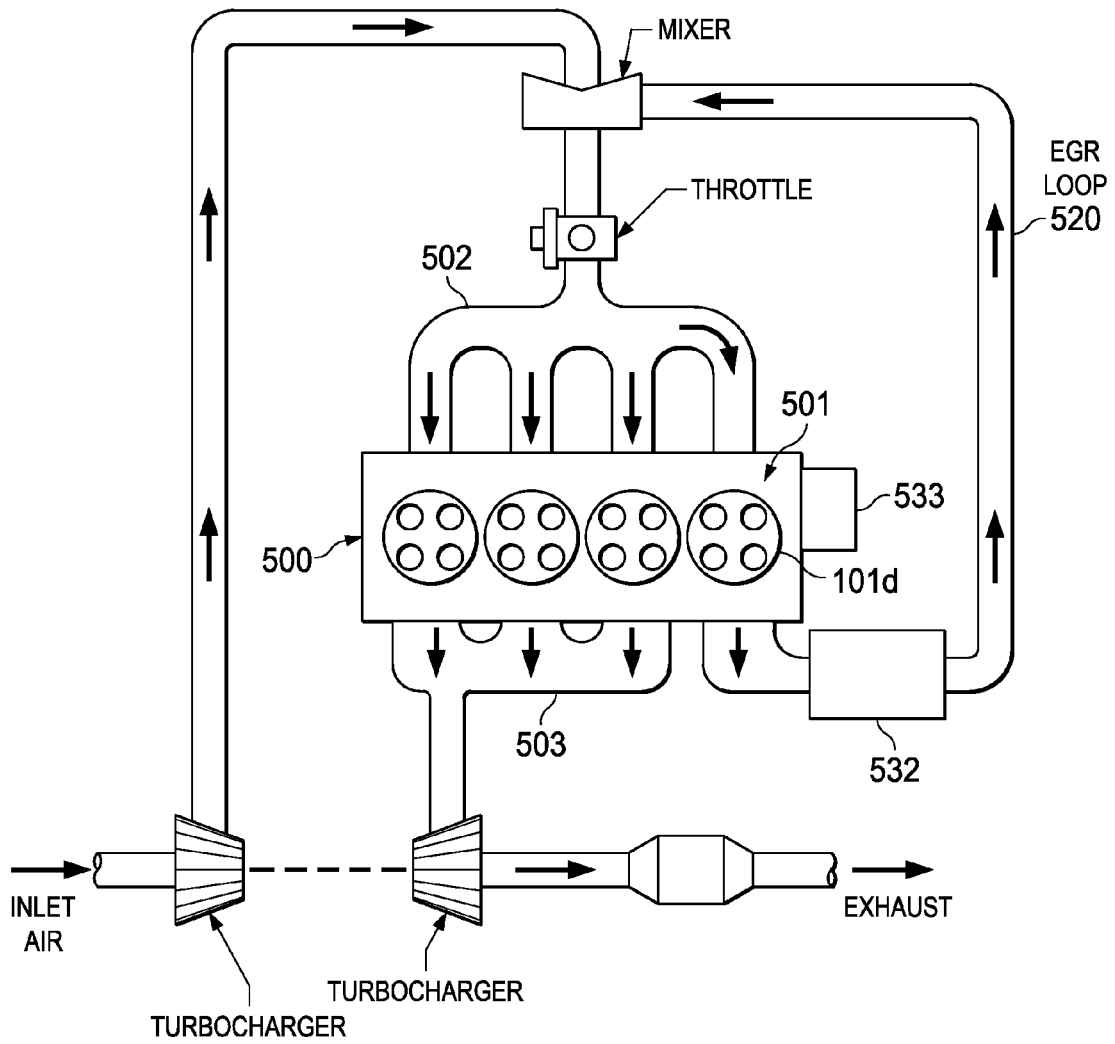 MIXER
EGR
LOOP
520
THROTTLE
502
501
533
500
101d
503
532
INLET
AIR
EXHAUST
TURBOCHARGER
TURBOCHARGER